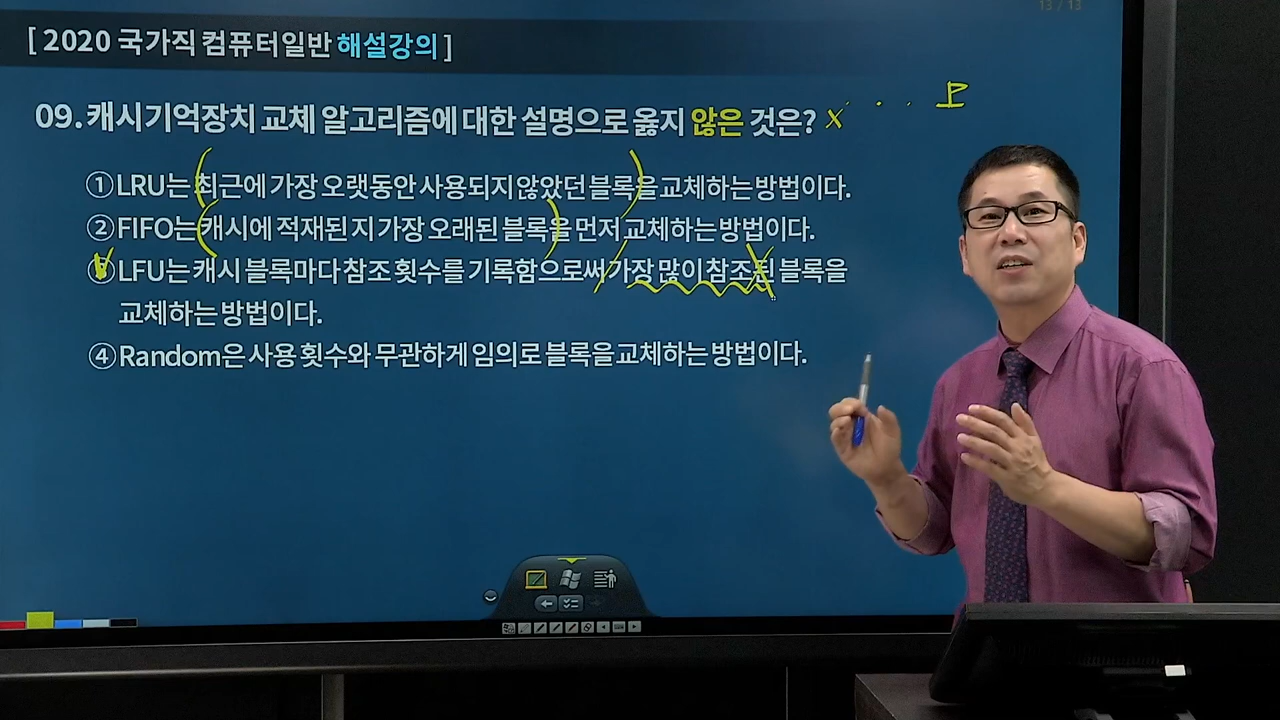 13 / 13
[ 2020 국가직 컴퓨터일반 해설강의 ]
09. 캐시기억장치 교체 알고리즘에 대한 설명으로 옳지 않은 것은? X . . . 上
① LRU는 최근에 가장 오랫동안 사용되지 않았던 블록을 교체하는 방법이다.
② FIFO는 캐시에 적재된 지 가장 오래된 블록을 먼저 교체하는 방법이다.
③ LFU는 캐시 블록마다 참조 횟수를 기록함으로써 가장 많이 참조된 블록을
교체하는 방법이다.
④ Random은 사용 횟수와 무관하게 임의로 블록을 교체하는 방법이다.